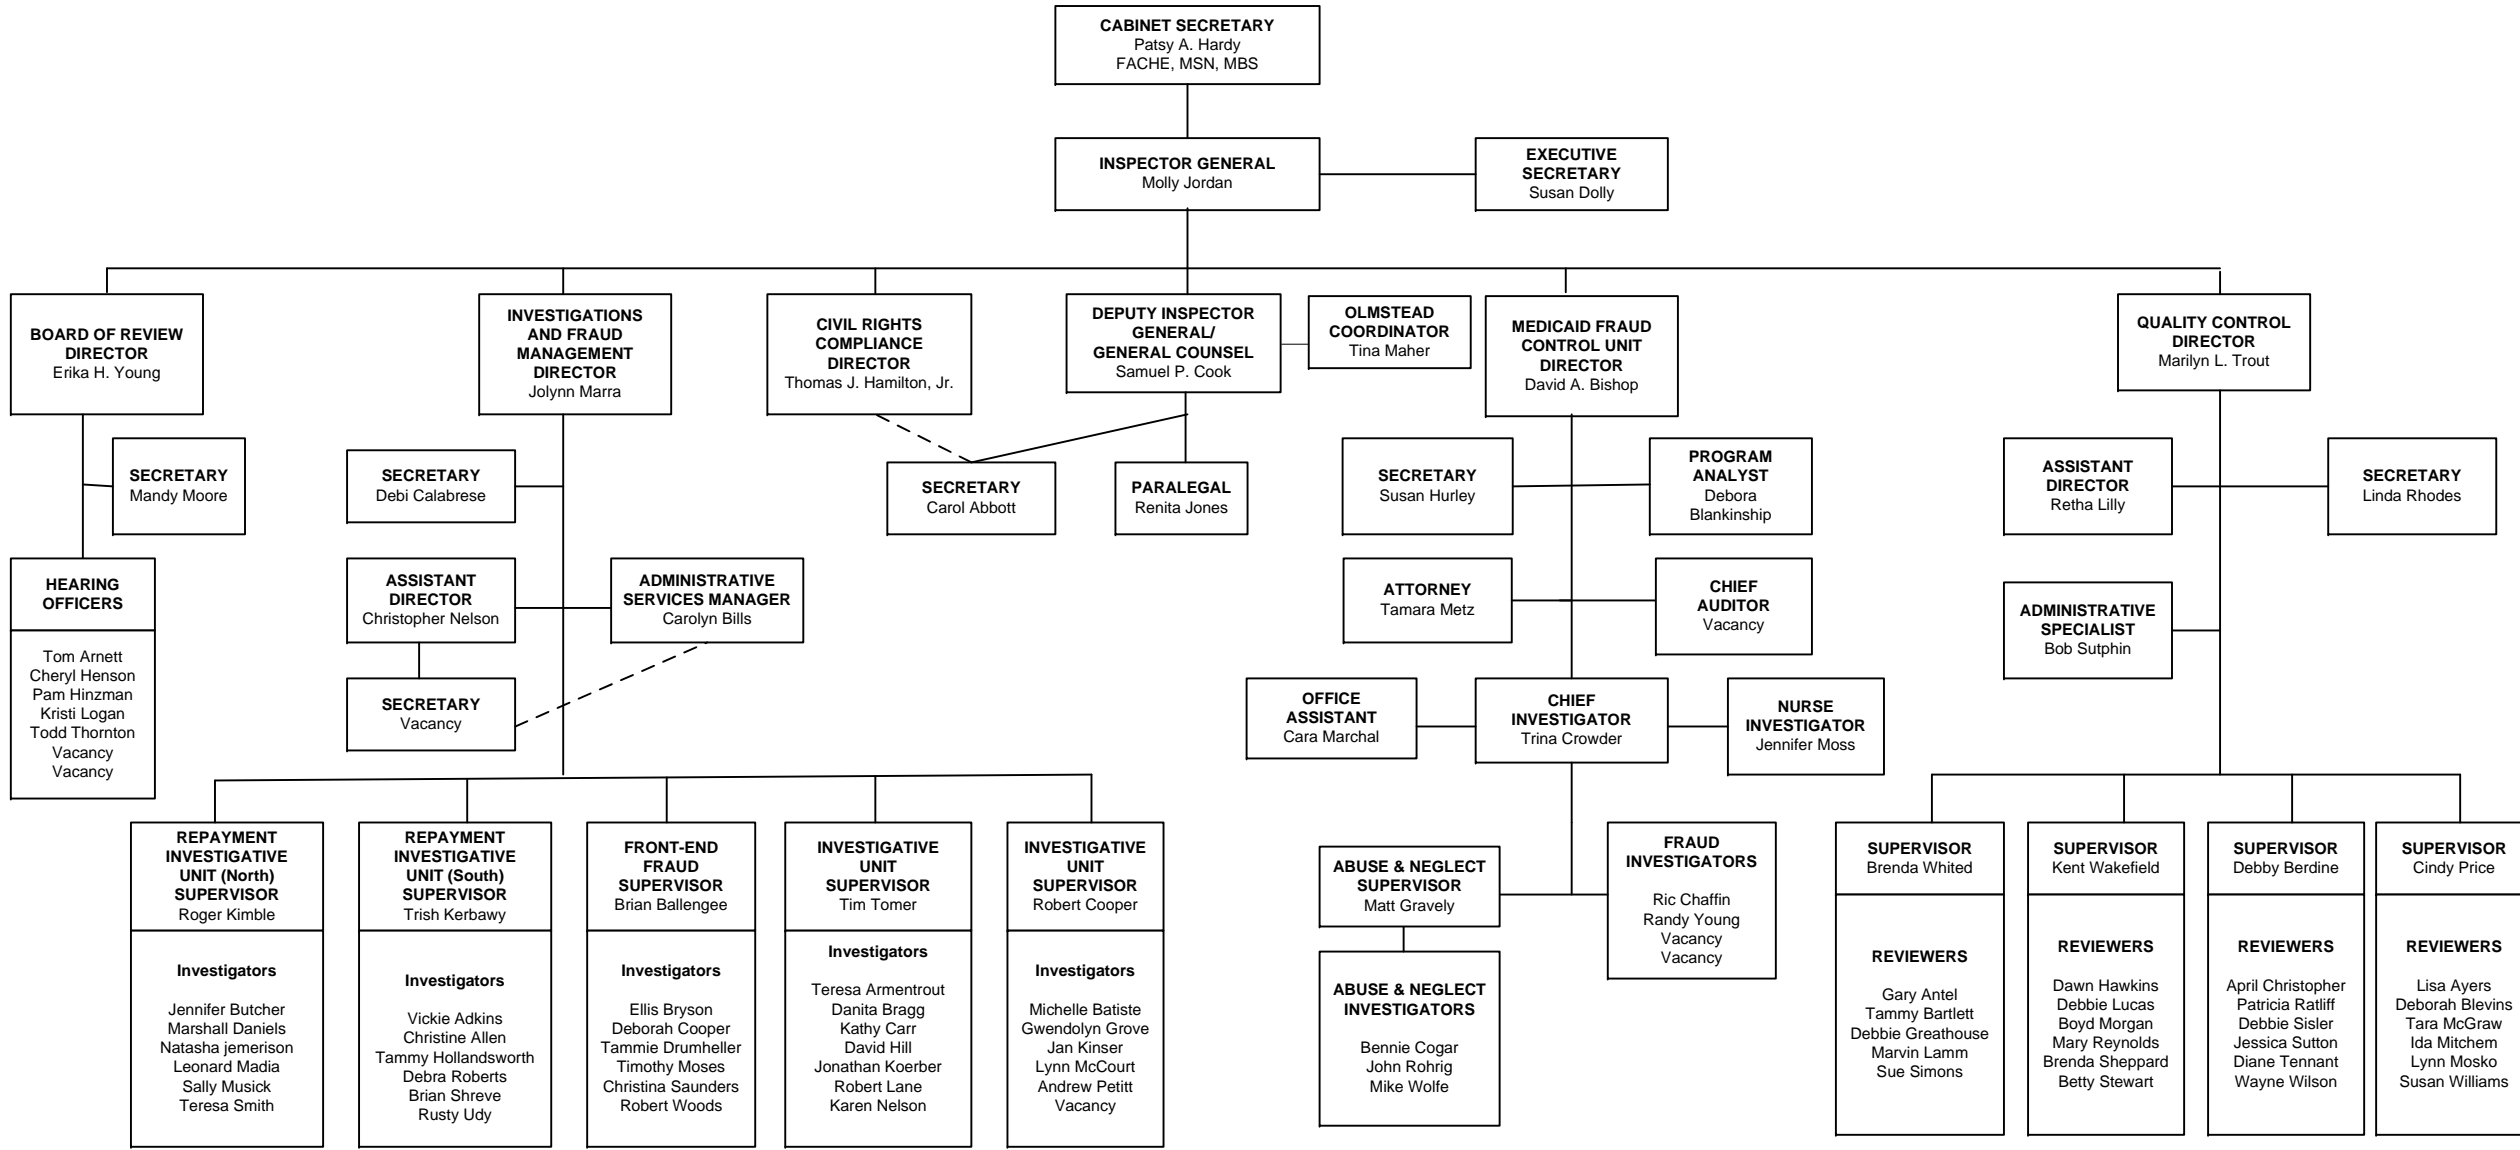 CABINET SECRETARY
Patsy A. Hardy
FACHE, MSN, MBS
INSPECTOR GENERAL
Molly Jordan
EXECUTIVE
SECRETARY
Susan Dolly
BOARD OF REVIEW
DIRECTOR
Erika H. Young
INVESTIGATIONS
AND FRAUD
MANAGEMENT
DIRECTOR
Jolynn Marra
CIVIL RIGHTS
COMPLIANCE
DIRECTOR
Thomas J. Hamilton, Jr.
DEPUTY INSPECTOR
GENERAL/
GENERAL COUNSEL
Samuel P. Cook
OLMSTEAD
COORDINATOR
Tina Maher
MEDICAID FRAUD
CONTROL UNIT
DIRECTOR
David A. Bishop
QUALITY CONTROL
DIRECTOR
Marilyn L. Trout
SECRETARY
Mandy Moore
SECRETARY
Debi Calabrese
SECRETARY
Carol Abbott
PARALEGAL
Renita Jones
SECRETARY
Susan Hurley
PROGRAM
ANALYST
Debora
Blankinship
ASSISTANT
DIRECTOR
Retha Lilly
SECRETARY
Linda Rhodes
HEARING
OFFICERS
Tom Arnett
Cheryl Henson
Pam Hinzman
Kristi Logan
Todd Thornton
Vacancy
Vacancy
ASSISTANT
DIRECTOR
Christopher Nelson
ADMINISTRATIVE
SERVICES MANAGER
Carolyn Bills
SECRETARY
Vacancy
ATTORNEY
Tamara Metz
CHIEF
AUDITOR
Vacancy
ADMINISTRATIVE
SPECIALIST
Bob Sutphin
OFFICE
ASSISTANT
Cara Marchal
CHIEF
INVESTIGATOR
Trina Crowder
NURSE
INVESTIGATOR
Jennifer Moss
REPAYMENT
INVESTIGATIVE
UNIT (North)
SUPERVISOR
Roger Kimble
Investigators
Jennifer Butcher
Marshall Daniels
Natasha jemerison
Leonard Madia
Sally Musick
Teresa Smith
REPAYMENT
INVESTIGATIVE
UNIT (South)
SUPERVISOR
Trish Kerbawy
Investigators
Vickie Adkins
Christine Allen
Tammy Hollandsworth
Debra Roberts
Brian Shreve
Rusty Udy
FRONT-END
FRAUD
SUPERVISOR
Brian Ballengee
Investigators
Ellis Bryson
Deborah Cooper
Tammie Drumheller
Timothy Moses
Christina Saunders
Robert Woods
INVESTIGATIVE
UNIT
SUPERVISOR
Tim Tomer
Investigators
Teresa Armentrout
Danita Bragg
Kathy Carr
David Hill
Jonathan Koerber
Robert Lane
Karen Nelson
INVESTIGATIVE
UNIT
SUPERVISOR
Robert Cooper
Investigators
Michelle Batiste
Gwendolyn Grove
Jan Kinser
Lynn McCourt
Andrew Petitt
Vacancy
ABUSE & NEGLECT
SUPERVISOR
Matt Gravely
ABUSE & NEGLECT
INVESTIGATORS
Bennie Cogar
John Rohrig
Mike Wolfe
FRAUD
INVESTIGATORS
Ric Chaffin
Randy Young
Vacancy
Vacancy
SUPERVISOR
Brenda Whited
REVIEWERS
Gary Antel
Tammy Bartlett
Debbie Greathouse
Marvin Lamm
Sue Simons
SUPERVISOR
Kent Wakefield
REVIEWERS
Dawn Hawkins
Debbie Lucas
Boyd Morgan
Mary Reynolds
Brenda Sheppard
Betty Stewart
SUPERVISOR
Debby Berdine
REVIEWERS
April Christopher
Patricia Ratliff
Debbie Sisler
Jessica Sutton
Diane Tennant
Wayne Wilson
SUPERVISOR
Cindy Price
REVIEWERS
Lisa Ayers
Deborah Blevins
Tara McGraw
Ida Mitchem
Lynn Mosko
Susan Williams